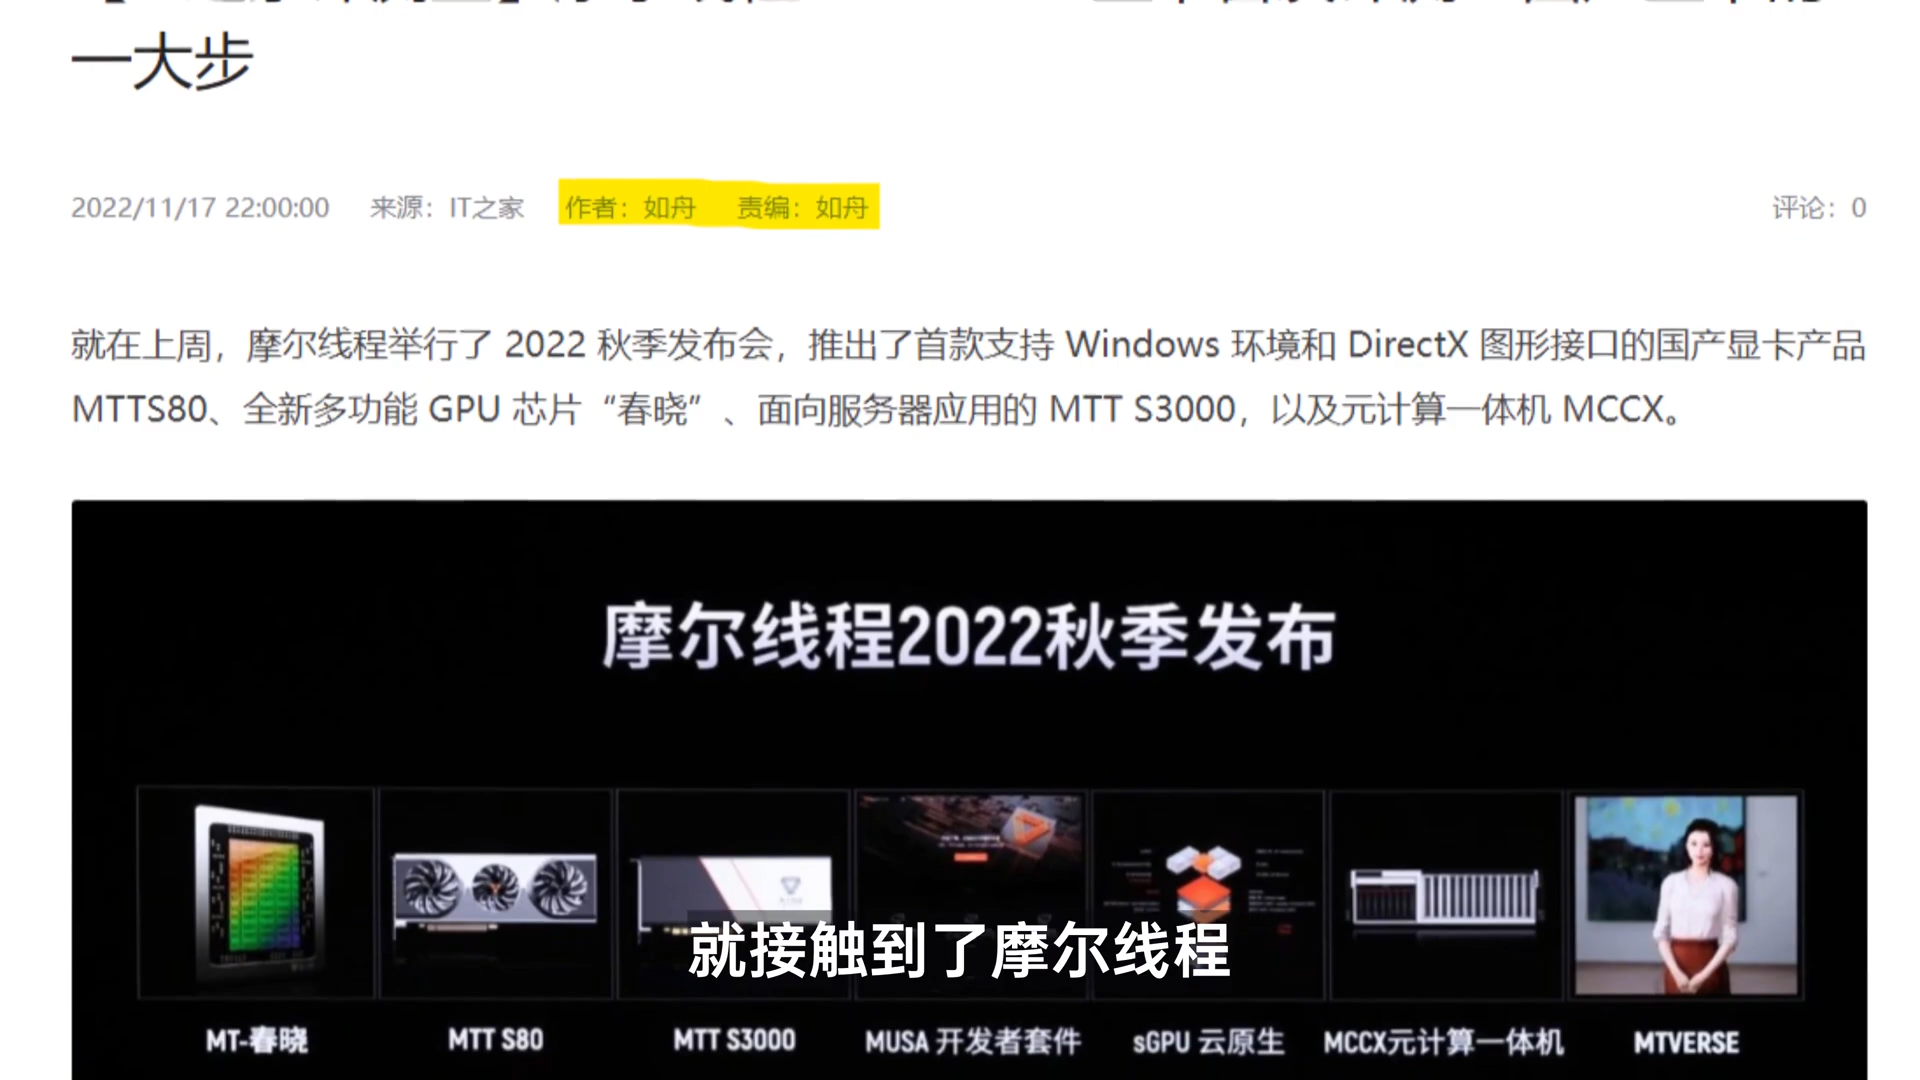 一大步
2022/11/17 22:00:00 来源：IT之家 作者：如舟 责编：如舟 评论：0
就在上周，摩尔线程举行了 2022 秋季发布会，推出了首款支持 Windows 环境和 DirectX 图形接口的国产显卡产品
MTTS80、全新多功能 GPU 芯片“春晓”、面向服务器应用的 MTT S3000，以及元计算一体机 MCCX。
摩尔线程2022秋季发布
就接触到了摩尔线程
MT-春晓 MTT S80 MTT S3000 MUSA 开发者套件 sGPU 云原生 MCCX元计算一体机 MTVERSE